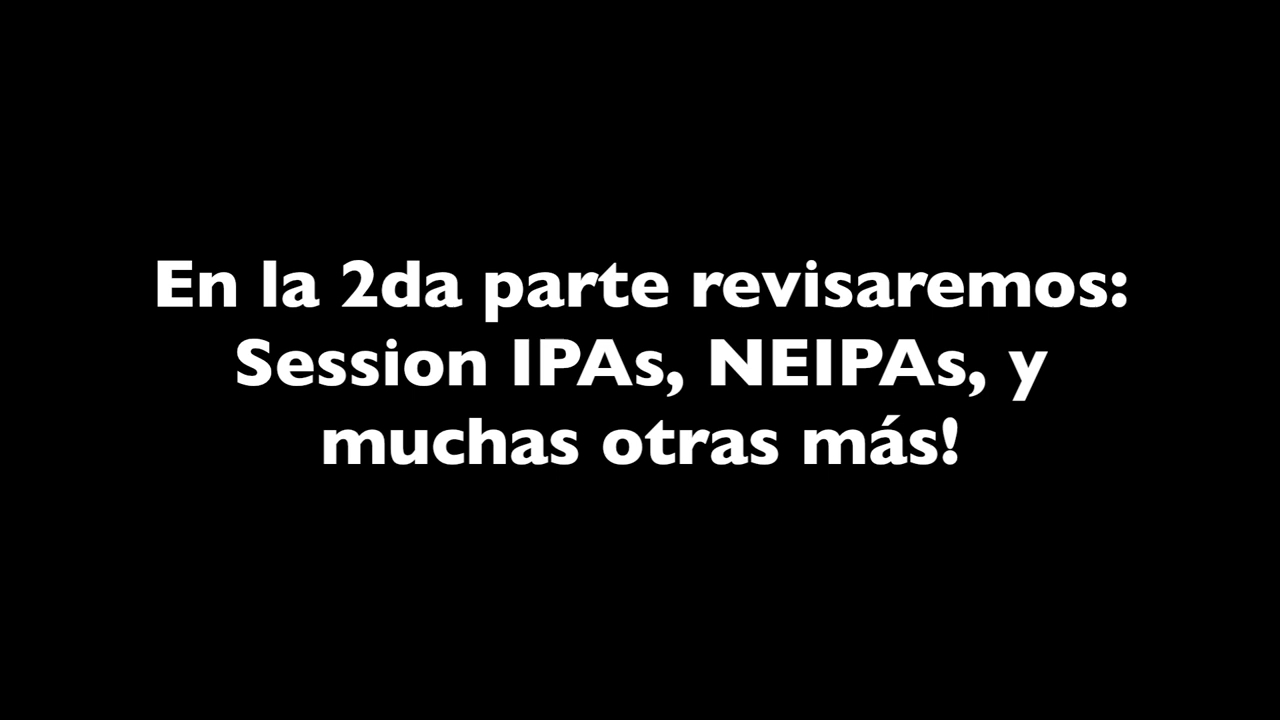 En la 2da parte revisaremos:
Session IPAs, NEIPAs, y
muchas otras más!